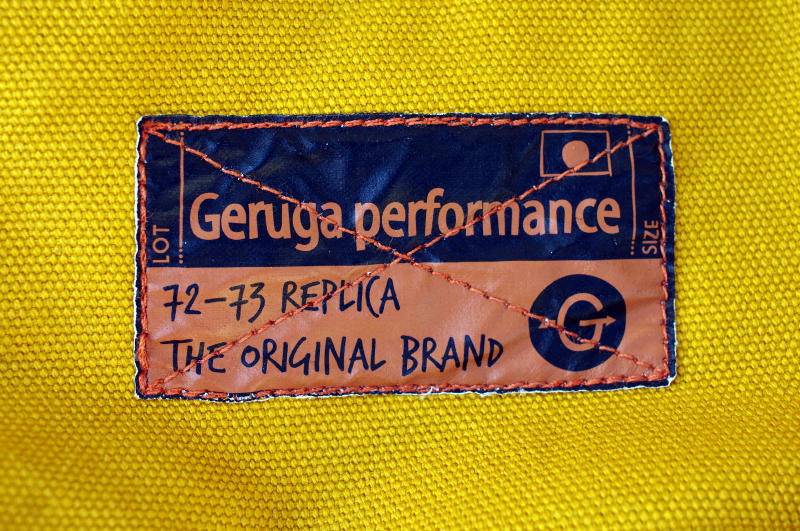 Geruga performance
LOT
SIZE
72-73 REPLICA
THE ORIGINAL BRAND
G